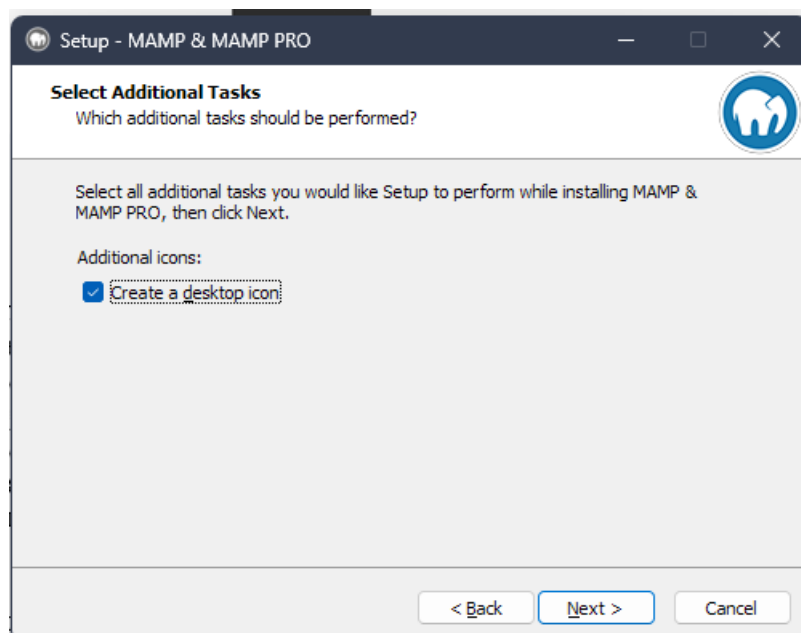 Setup - MAMP & MAMP PRO
Select Additional Tasks
Which additional tasks should be performed?
Select all additional tasks you would like Setup to perform while installing MAMP &
MAMP PRO, then click Next.
Additional icons:
Create a desktop icon
< Back
Next >
Cancel